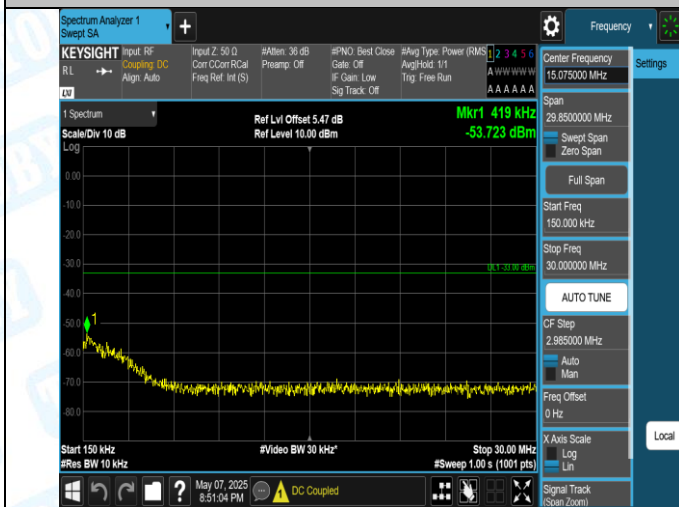 Spectrum Analyzer 1
Swept SA
Frequency
KEYSIGHT
Input: RF
Input Z: 50 Ω
#Atten: 36 dB
#PNO: Best Close
#Avg Type: Power (RMS
1 2 3 4 5 6
RL
Coupling: DC
Corr CCorr RCal
Preamp: Off
Gate: Off
Avg|Hold: 1/1
A W W W W W
Align: Auto
Freq Ref: Int (S)
IF Gain: Low
Trig: Free Run
Sig Track: Off
A A A A A A
LXI
1 Spectrum
Ref Lvl Offset 5.47 dB
Mkr1 419 kHz
Scale/Div 10 dB
Ref Level 10.00 dBm
-53.723 dBm
Log
0.00
-10.0
-20.0
-30.0
DL1 -33.00 dBm
-40.0
-50.0
1
-60.0
-70.0
-80.0
Start 150 kHz
#Video BW 30 kHz*
Stop 30.00 MHz
#Res BW 10 kHz
#Sweep 1.00 s (1001 pts)
Center Frequency
15.075000 MHz
Settings
Span
29.8500000 MHz
Swept Span
Zero Span
Full Span
Start Freq
150.000 kHz
Stop Freq
30.000000 MHz
AUTO TUNE
CF Step
2.985000 MHz
Auto
Man
Freq Offset
0 Hz
X Axis Scale
Log
Lin
Local
Signal Track
(Span Zoom)
?
May 07, 2025
8:51:04 PM
DC Coupled